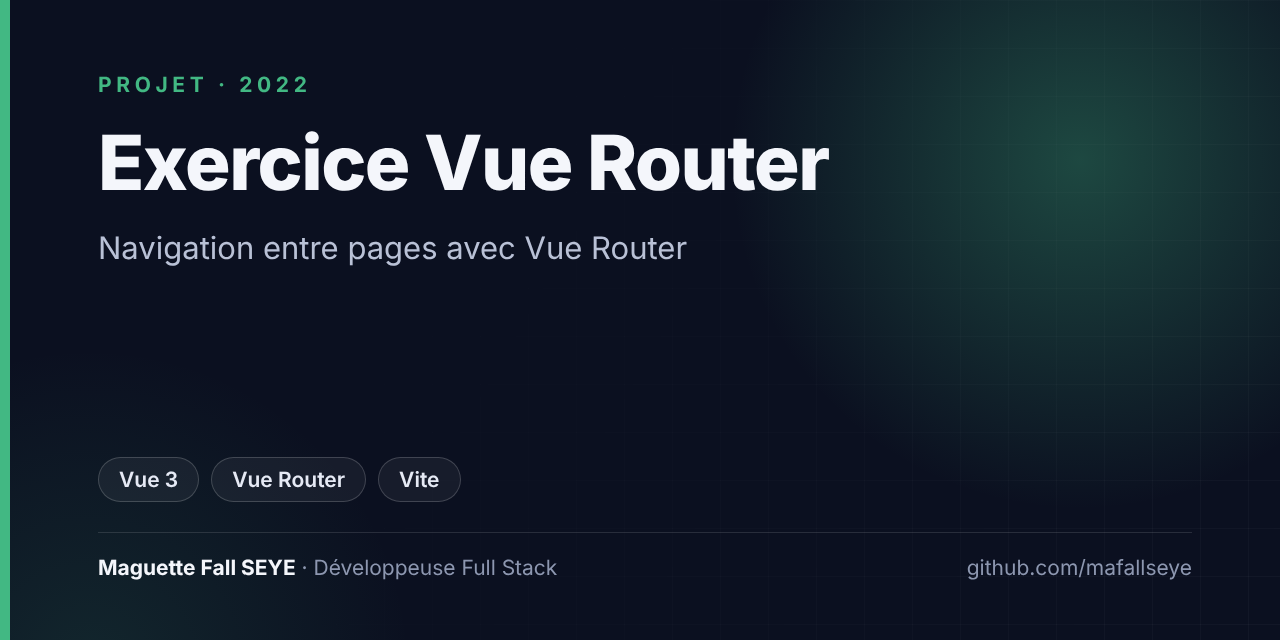 PROJET · 2022
Exercice Vue Router
Navigation entre pages avec Vue Router
Vue 3 Vue Router Vite
Maguette Fall SEYE · Développeuse Full Stack github.com/mafallseye